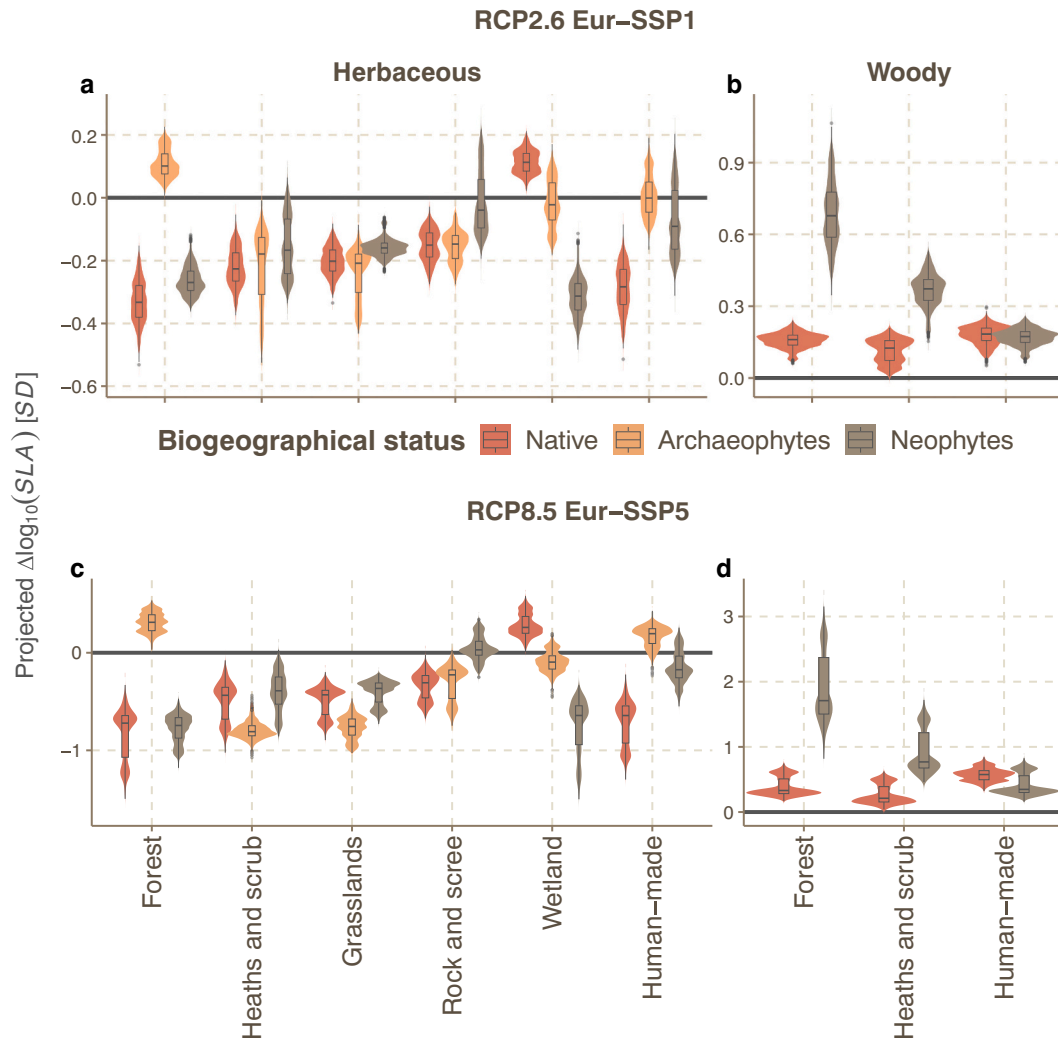 RCP2.6 Eur−SSP1
Herbaceous
Woody
a
b
0.2
0.0
−0.2
−0.4
−0.6
0.9
0.6
0.3
0.0
Biogeographical status Native Archaeophytes Neophytes
Projected Δlog10(SLA) [SD]
RCP8.5 Eur−SSP5
c
d
0
−1
3
2
1
0
Forest
Heaths and scrub
Grasslands
Rock and scree
Wetland
Human−made
Forest
Heaths and scrub
Human−made